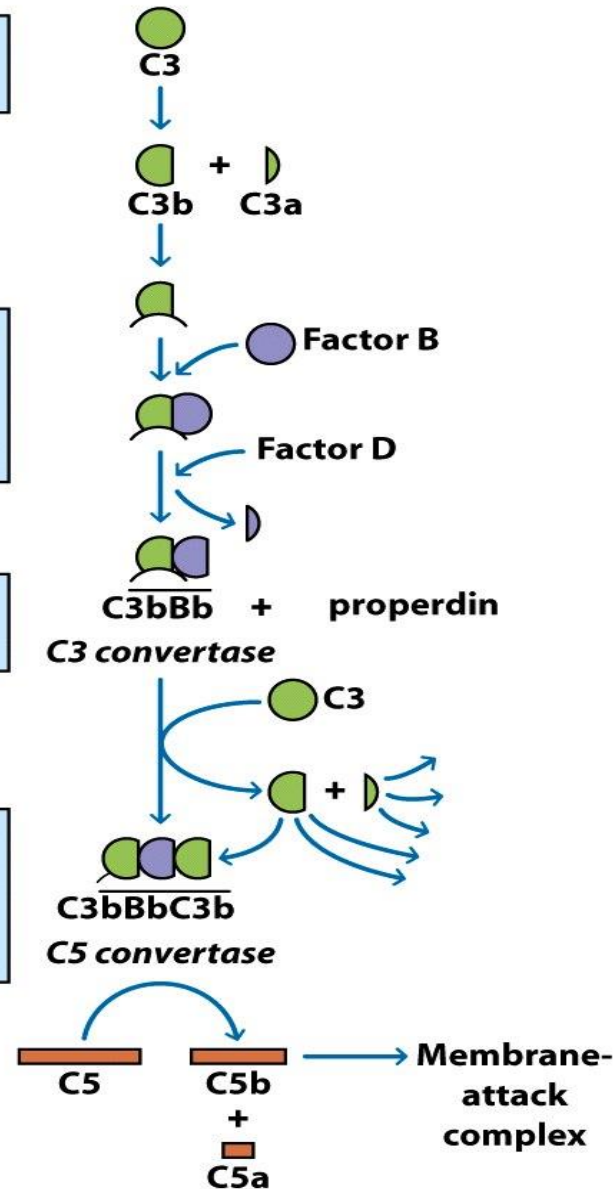 C3
C3b + C3a
Factor B
Factor D
C3bBb + properdin
C3 convertase
C3
+
C3bBbC3b
C5 convertase
C5 C5b Membrane-
attack
complex
+
C5a